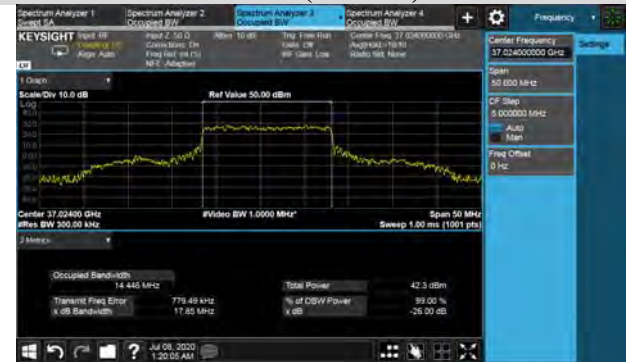 Spectrum Analyzer 1 Spectrum Analyzer 2 Spectrum Analyzer 3 Spectrum Analyzer 4 + Frequency
Swept SA Occupied BW Occupied BW Occupied BW
KEYSIGHT Input: RF Input Z: 50 Ω Atten: 10 dB Trig: Free Run Center Freq: 37.024000000 GHz
Coupling: DC Corrections: On Gate: Off Avg|Hold: 10/10
Align: Auto Freq Ref: Int (S) #IF Gain: Low Radio Std: None
NFE: Adaptive
Center Frequency
37.024000000 GHz
Settings
Span
50.000 MHz
CF Step
5.000000 MHz
Auto
Man
Freq Offset
0 Hz
1 Graph
Scale/Div 10.0 dB Ref Value 50.00 dBm
Log
Center 37.02400 GHz #Video BW 1.0000 MHz* Span 50 MHz
#Res BW 300.00 kHz Sweep 1.00 ms (1001 pts)
2 Metrics
Occupied Bandwidth
14.446 MHz Total Power 42.3 dBm
Transmit Freq Error 779.49 kHz % of OBW Power 99.00 %
x dB Bandwidth 17.85 MHz x dB -26.00 dB
? Jul 08, 2020
1:20:05 AM